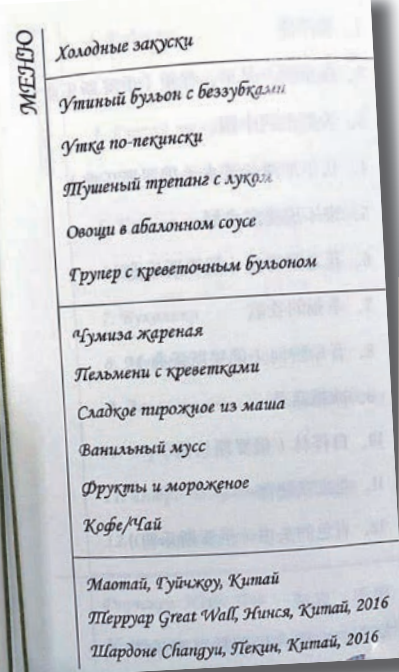 МЕНЮ
Холодные закуски
Утиный бульон с беззубками
Утка по-пекински
Тушеный трепанг с луком
Овощи в абалонном соусе
Групер с креветочным бульоном
Чумиза жареная
Пельмени с креветками
Сладкое пирожное из маша
Ванильный мусс
Фрукты и мороженое
Кофе/Чай
Маотай, Гуйчжоу, Китай
Терруар Great Wall, Нинся, Китай, 2016
Шардоне Changyu, Пекин, Китай, 2016